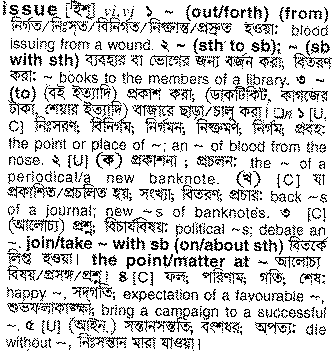 issue [ইশূ] vi,vi ১ ~ (out/forth) (from)
নির্গত/নিঃসৃত/বিনির্গত/নিষ্ক্রান্ত/প্রসৃত হওয়া: blood
issuing from a wound. ২ ~ (sth to sb); ~ (sb
with sth) ব্যবহার বা ভোগের জন্য বণ্টন করা; বিতরণ
করা: ~ books to the members of a library. ৩ ~
(to) (বই ইত্যাদি) প্রকাশ করা; (ডাকটিকিট, কাগজের
টাকা, শেয়ার ইত্যাদি) বাজারে ছাড়া/চালু করা। □n ১ [U,
C] নিঃসরণ, বিনির্গম, নির্গমন, নিষ্ক্রমণ, নির্গম, প্রবহ:
the point or place of ~; an ~ of blood from the
nose. ২ [U] (ক) প্রকাশনা; প্রচলন: the ~ of a
periodical/a new banknote. (খ) [C] যা
প্রকাশিত/প্রচলিত হয়; সংখ্যা; বিতরণ; প্রচার: back ~s
of a journal; new ~s of banknotes. ৩ [C]
(আলোচ্য) প্রশ্ন; বিচার্যবিষয়: political ~s; debate an
~. join/take ~ with sb (on/about sth) বিতর্কে
লিপ্ত হওয়া। the point/matter at ~ আলোচ্য
বিষয়/প্রসঙ্গ/প্রশ্ন। ৪ [C] ফল; পরিণাম; গতি; শেষ:
happy ~, সদ্‌গতি; expectation of a favourable ~,
শুভফলাকাঙ্ক্ষা; bring a campaign to a successful
~. ৫ [U] (আইন.) সন্তানসন্ততি; বংশধর; অপত্য: die
without ~, নিঃসন্তান মারা যাওয়া।